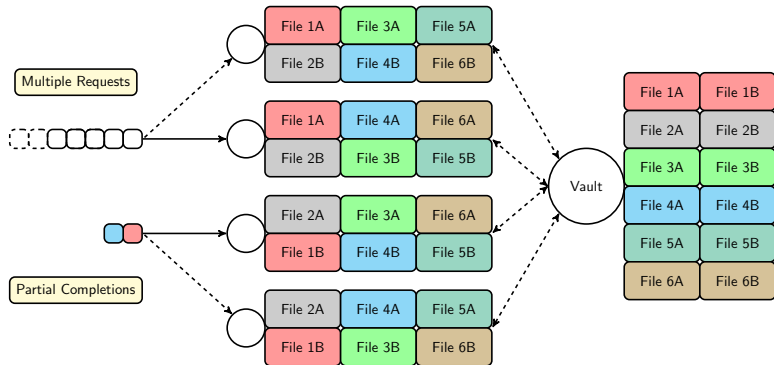 Multiple Requests
Partial Completions
File 1A File 3A File 5A
File 2B File 4B File 6B
File 1A File 4A File 6A
File 2B File 3B File 5B
File 2A File 3A File 6A
File 1B File 4B File 5B
File 2A File 4A File 5A
File 1B File 3B File 6B
Vault
File 1A File 1B
File 2A File 2B
File 3A File 3B
File 4A File 4B
File 5A File 5B
File 6A File 6B